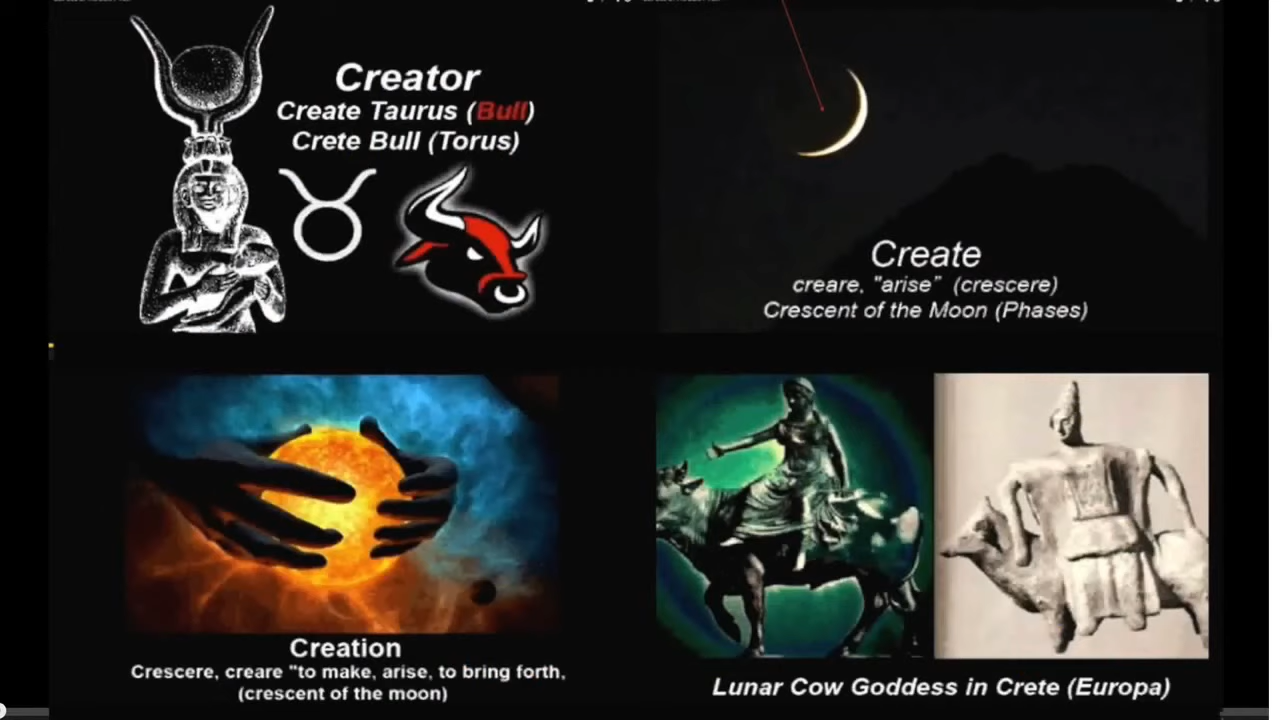 Creator
Create Taurus (Bull)
Crete Bull (Torus)
Create
creare, "arise" (crescere)
Crescent of the Moon (Phases)
Creation
Crescere, creare "to make, arise, to bring forth,
(crescent of the moon)
Lunar Cow Goddess in Crete (Europa)